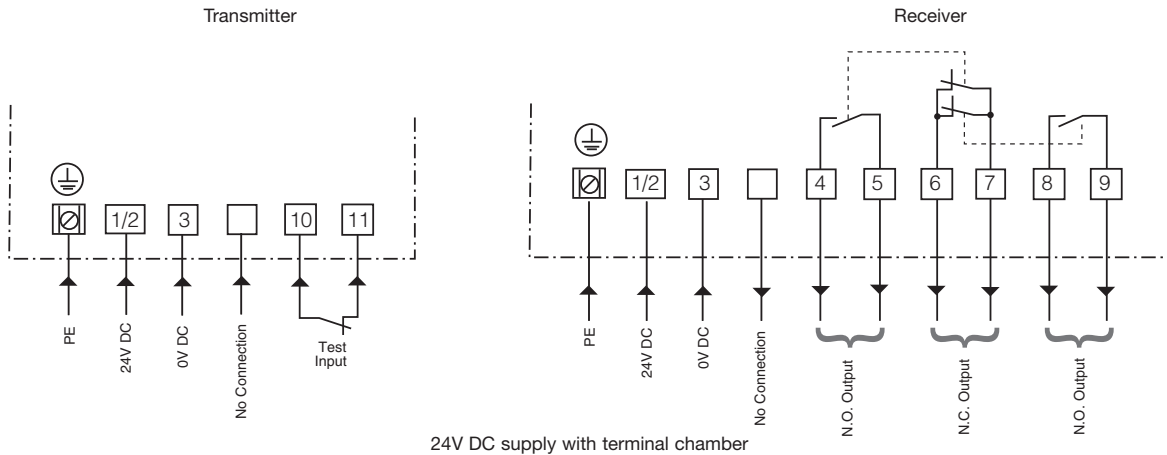 Transmitter
Receiver
1/2
3
10
11
PE
24V DC
0V DC
No Connection
Test
Input
1/2
3
4
5
6
7
8
9
PE
24V DC
0V DC
No Connection
N.O. Output
N.C. Output
N.O. Output
24V DC supply with terminal chamber